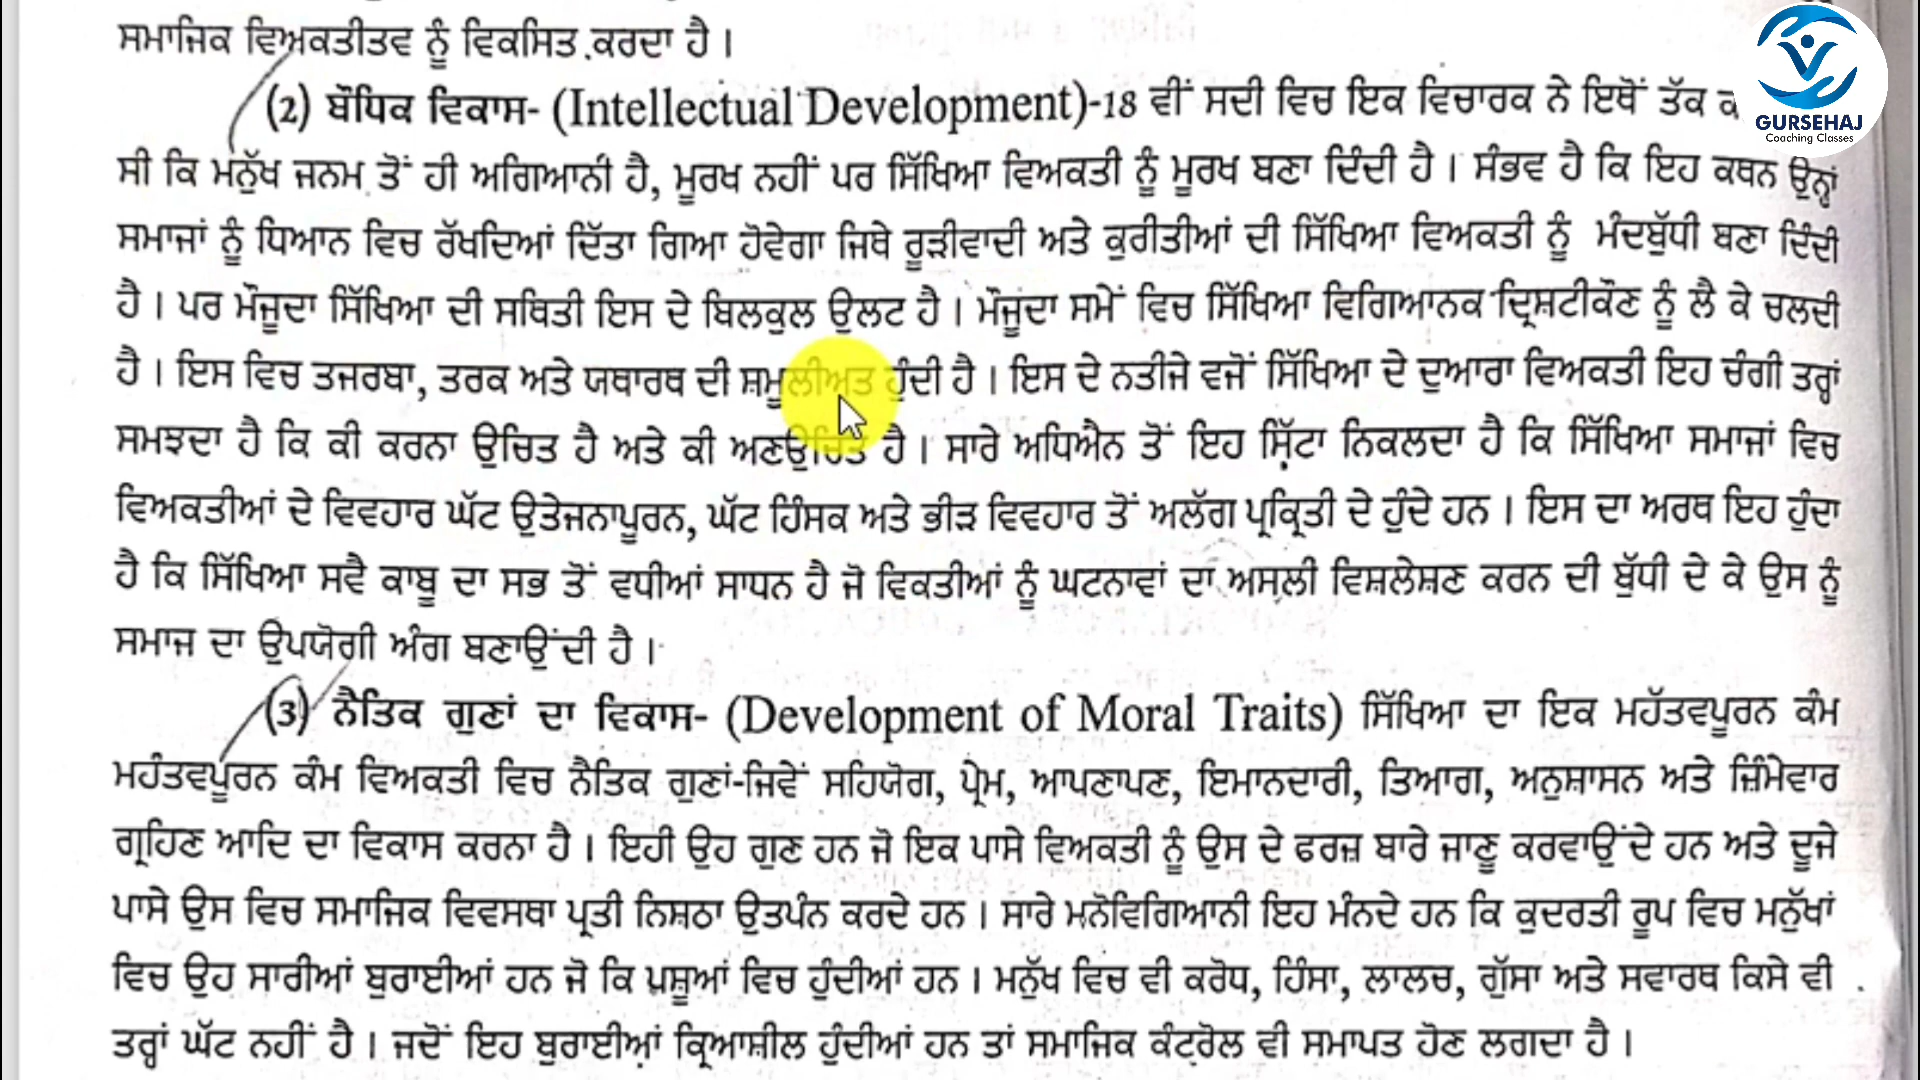 ਸਮਾਜਿਕ ਵਿਅਕਤੀਤਵ ਨੂੰ ਵਿਕਸਿਤ ਕਰਦਾ ਹੈ।
(2) ਬੌਧਿਕ ਵਿਕਾਸ- (Intellectual Development)-18 ਵੀਂ ਸਦੀ ਵਿਚ ਇਕ ਵਿਚਾਰਕ ਨੇ ਇਥੋਂ ਤੱਕ
GURSEHAJ
Coaching Classes
ਸੀ ਕਿ ਮਨੁੱਖ ਜਨਮ ਤੋਂ ਹੀ ਅਗਿਆਨੀ ਹੈ, ਮੂਰਖ ਨਹੀਂ ਪਰ ਸਿੱਖਿਆ ਵਿਅਕਤੀ ਨੂੰ ਮੂਰਖ ਬਣਾ ਦਿੰਦੀ ਹੈ। ਸੰਭਵ ਹੈ ਕਿ ਇਹ ਕਥਨ ਉਨ੍ਹਾਂ
ਸਮਾਜਾਂ ਨੂੰ ਧਿਆਨ ਵਿਚ ਰੱਖਦਿਆਂ ਦਿੱਤਾ ਗਿਆ ਹੋਵੇਗਾ ਜਿਥੇ ਰੂੜੀਵਾਦੀ ਅਤੇ ਕੁਰੀਤੀਆਂ ਦੀ ਸਿੱਖਿਆ ਵਿਅਕਤੀ ਨੂੰ ਮੰਦਬੁੱਧੀ ਬਣਾ ਦਿੰਦੀ
ਹੈ। ਪਰ ਮੌਜੂਦਾ ਸਿੱਖਿਆ ਦੀ ਸਥਿਤੀ ਇਸ ਦੇ ਬਿਲਕੁਲ ਉਲਟ ਹੈ। ਮੌਜੂਦਾ ਸਮੇਂ ਵਿਚ ਸਿੱਖਿਆ ਵਿਗਿਆਨਕ ਦ੍ਰਿਸ਼ਟੀਕੌਣ ਨੂੰ ਲੈ ਕੇ ਚਲਦੀ
ਹੈ। ਇਸ ਵਿਚ ਤਜਰਬਾ, ਤਰਕ ਅਤੇ ਯਥਾਰਥ ਦੀ ਸ਼ਮੂਲੀਅਤ ਹੁੰਦੀ ਹੈ। ਇਸ ਦੇ ਨਤੀਜੇ ਵਜੋਂ ਸਿੱਖਿਆ ਦੇ ਦੁਆਰਾ ਵਿਅਕਤੀ ਇਹ ਚੰਗੀ ਤਰ੍ਹਾਂ
ਸਮਝਦਾ ਹੈ ਕਿ ਕੀ ਕਰਨਾ ਉਚਿਤ ਹੈ ਅਤੇ ਕੀ ਅਣਉਚਿਤ ਹੈ। ਸਾਰੇ ਅਧਿਐਨ ਤੋਂ ਇਹ ਸਿੱਟਾ ਨਿਕਲਦਾ ਹੈ ਕਿ ਸਿੱਖਿਆ ਸਮਾਜਾਂ ਵਿਚ
ਵਿਅਕਤੀਆਂ ਦੇ ਵਿਵਹਾਰ ਘੱਟ ਉਤੇਜਨਾਪੂਰਨ, ਘੱਟ ਹਿੰਸਕ ਅਤੇ ਭੀੜ ਵਿਵਹਾਰ ਤੋਂ ਅਲੱਗ ਪ੍ਰਕ੍ਰਿਤੀ ਦੇ ਹੁੰਦੇ ਹਨ। ਇਸ ਦਾ ਅਰਥ ਇਹ ਹੁੰਦਾ
ਹੈ ਕਿ ਸਿੱਖਿਆ ਸਵੈ ਕਾਬੂ ਦਾ ਸਭ ਤੋਂ ਵਧੀਆਂ ਸਾਧਨ ਹੈ ਜੋ ਵਿਕਤੀਆਂ ਨੂੰ ਘਟਨਾਵਾਂ ਦਾ ਅਸਲੀ ਵਿਸ਼ਲੇਸ਼ਣ ਕਰਨ ਦੀ ਬੁੱਧੀ ਦੇ ਕੇ ਉਸ ਨੂੰ
ਸਮਾਜ ਦਾ ਉਪਯੋਗੀ ਅੰਗ ਬਣਾਉਂਦੀ ਹੈ।
(3) ਨੈਤਿਕ ਗੁਣਾਂ ਦਾ ਵਿਕਾਸ- (Development of Moral Traits) ਸਿੱਖਿਆ ਦਾ ਇਕ ਮਹੱਤਵਪੂਰਨ ਕੰਮ
ਮਹੰਤਵਪੂਰਨ ਕੰਮ ਵਿਅਕਤੀ ਵਿਚ ਨੈਤਿਕ ਗੁਣਾਂ-ਜਿਵੇਂ ਸਹਿਯੋਗ, ਪ੍ਰੇਮ, ਆਪਣਾਪਣ, ਇਮਾਨਦਾਰੀ, ਤਿਆਗ, ਅਨੁਸ਼ਾਸਨ ਅਤੇ ਜ਼ਿੰਮੇਵਾਰ
ਗ੍ਰਹਿਣ ਆਦਿ ਦਾ ਵਿਕਾਸ ਕਰਨਾ ਹੈ। ਇਹੀ ਉਹ ਗੁਣ ਹਨ ਜੋ ਇਕ ਪਾਸੇ ਵਿਅਕਤੀ ਨੂੰ ਉਸ ਦੇ ਫਰਜ਼ ਬਾਰੇ ਜਾਣੂ ਕਰਵਾਉਂਦੇ ਹਨ ਅਤੇ ਦੂਜੇ
ਪਾਸੇ ਉਸ ਵਿਚ ਸਮਾਜਿਕ ਵਿਵਸਥਾ ਪ੍ਰਤੀ ਨਿਸ਼ਠਾ ਉਤਪੰਨ ਕਰਦੇ ਹਨ। ਸਾਰੇ ਮਨੋਵਿਗਿਆਨੀ ਇਹ ਮੰਨਦੇ ਹਨ ਕਿ ਕੁਦਰਤੀ ਰੂਪ ਵਿਚ ਮਨੁੱਖਾਂ
ਵਿਚ ਉਹ ਸਾਰੀਆਂ ਬੁਰਾਈਆਂ ਹਨ ਜੋ ਕਿ ਪਸ਼ੂਆਂ ਵਿਚ ਹੁੰਦੀਆਂ ਹਨ। ਮਨੁੱਖ ਵਿਚ ਵੀ ਕਰੋਧ, ਹਿੰਸਾ, ਲਾਲਚ, ਗੁੱਸਾ ਅਤੇ ਸਵਾਰਥ ਕਿਸੇ ਵੀ
ਤਰ੍ਹਾਂ ਘੱਟ ਨਹੀਂ ਹੈ। ਜਦੋਂ ਇਹ ਬੁਰਾਈਆਂ ਕ੍ਰਿਆਸ਼ੀਲ ਹੁੰਦੀਆਂ ਹਨ ਤਾਂ ਸਮਾਜਿਕ ਕੰਟਰੋਲ ਵੀ ਸਮਾਪਤ ਹੋਣ ਲਗਦਾ ਹੈ।